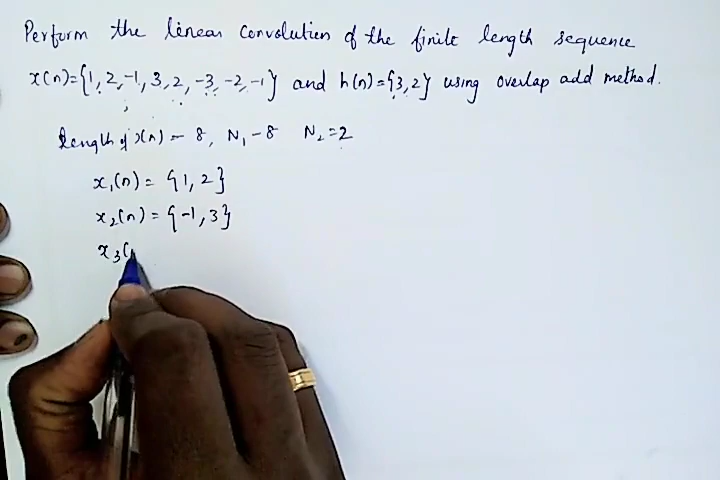 Perform the linear Convolution of the finite length sequence
x(n)={1, 2, -1, 3, 2, -3, -2, -1} and h(n)={3, 2} using overlap add method.
Length of x(n) - 8, N₁ - 8 N₂ = 2
x₁(n) = {1, 2}
x₂(n) = {-1, 3}
x₃(